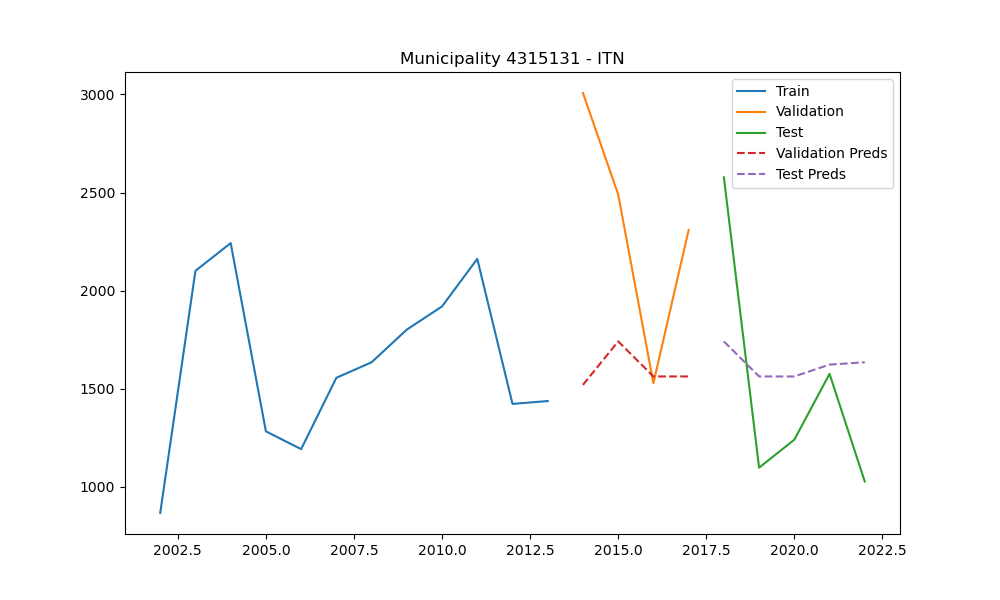 Municipality 4315131 - ITN
Train
Validation
Test
Validation Preds
Test Preds
3000
2500
2000
1500
1000
2002.5 2005.0 2007.5 2010.0 2012.5 2015.0 2017.5 2020.0 2022.5